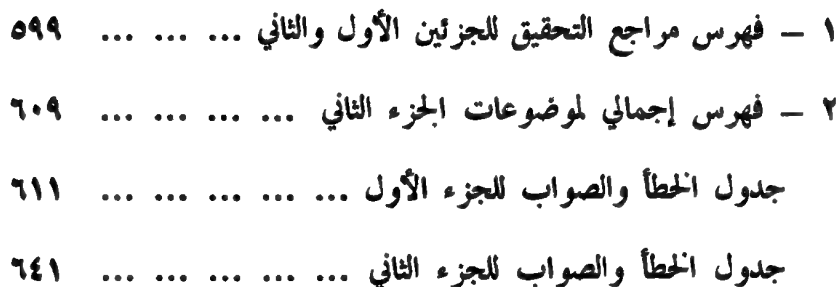 ١ – فهرس مراجع التحقيق للجزئين الأول والثاني ... ... ... ٥٩٩
٢ – فهرس إجمالي لموضوعات الجزء الثاني ... ... ... ... ٦٠٩
جدول الخطأ والصواب للجزء الأول ... ... ... ... ... ٦١١
جدول الخطأ والصواب للجزء الثاني ... ... ... ... ... ٦٤١